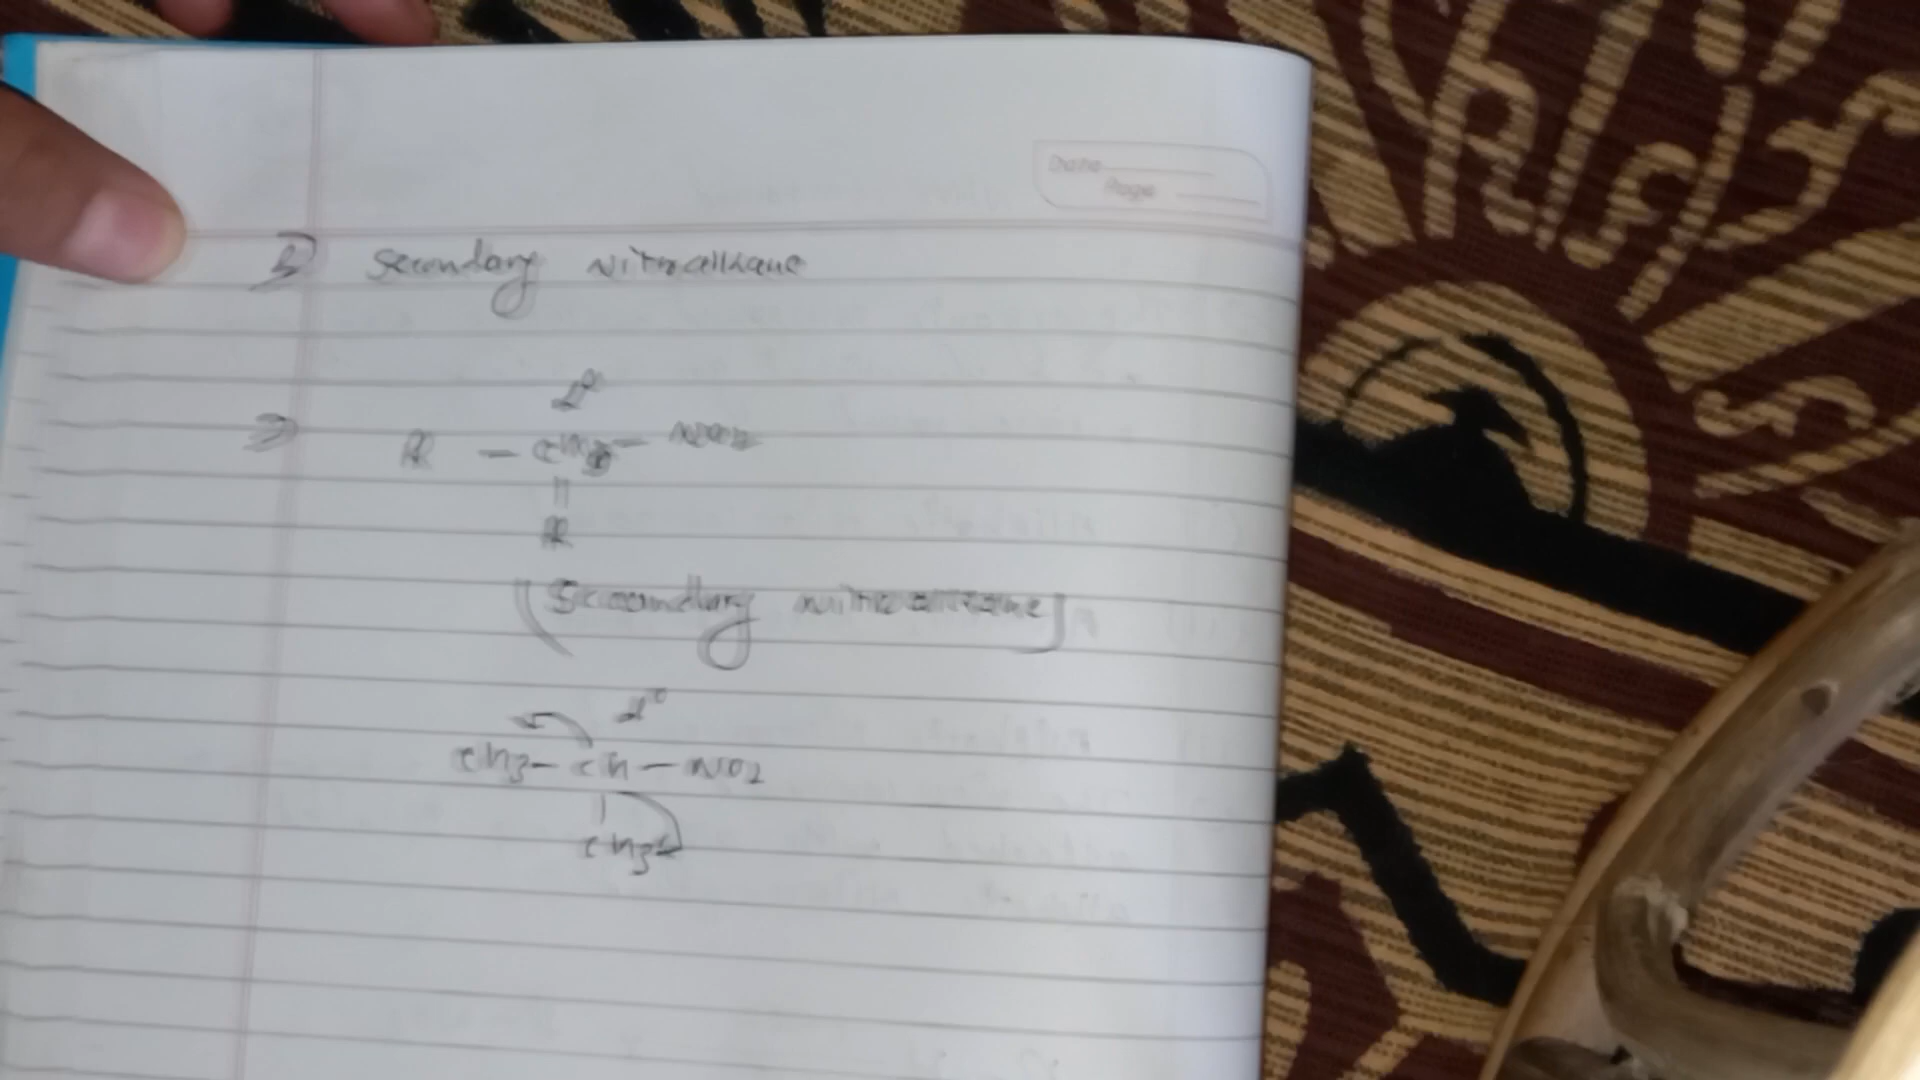 Date
Page
2) Secondary Nitroalkane
2°
⇒ R - CH - NO2
R
(Secondary nitroalkane)
2°
CH3 - CH - NO2
CH3